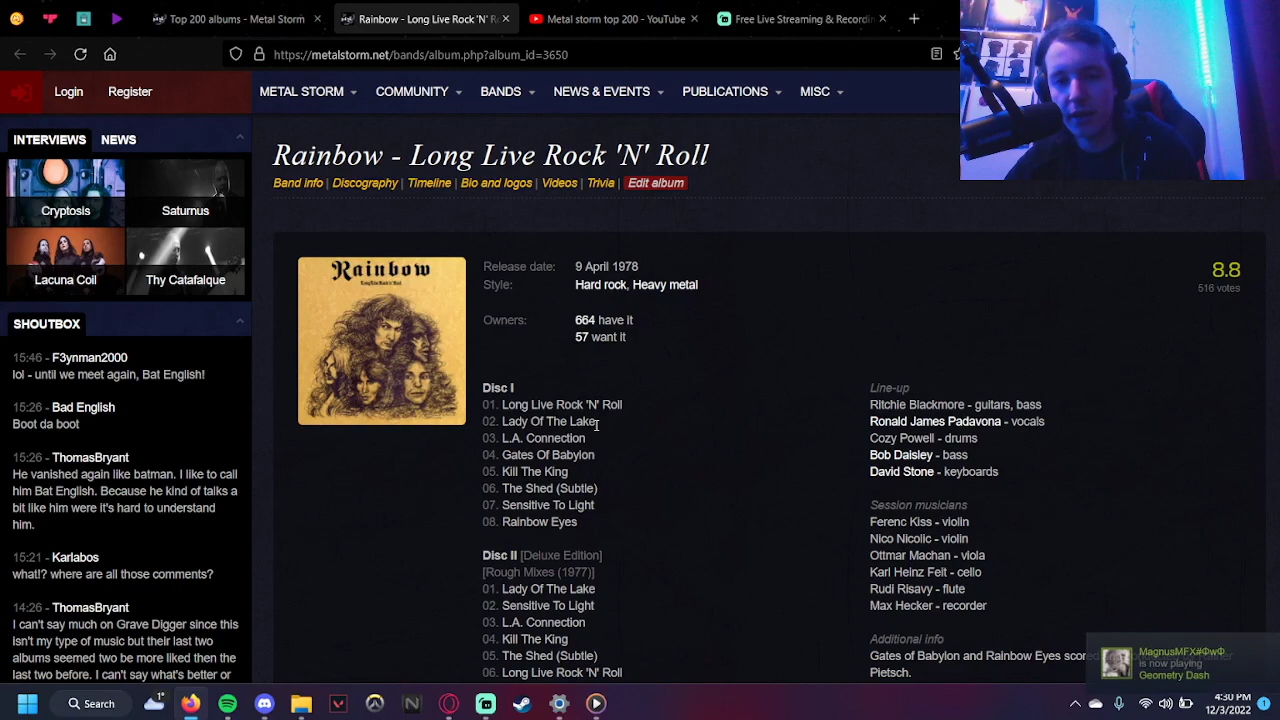 Top 200 albums - Metal Storm
Rainbow - Long Live Rock 'N' R
Metal storm top 200 - YouTube
Free Live Streaming & Recordin
https://metalstorm.net/bands/album.php?album_id=3650
Login
Register
METAL STORM
COMMUNITY
BANDS
NEWS & EVENTS
PUBLICATIONS
MISC
INTERVIEWS
NEWS
Cryptosis
Saturnus
Lacuna Coil
Thy Catafalque
SHOUTBOX
15:46 - F3ynman2000
lol - until we meet again, Bat English!
15:26 - Bad English
Boot da boot
15:26 - ThomasBryant
He vanished again like batman. I like to call
him Bat English. Because he kind of talks a
bit like him were it's hard to understand
him.
15:21 - Karlabos
what!? where are all those comments?
14:26 - ThomasBryant
I can't say much on Grave Digger since this
isn't my type of music but their last two
albums seemed two be more liked then the
last two before. I can't say what's better or
Rainbow - Long Live Rock 'N' Roll
Band info | Discography | Timeline | Bio and logos | Videos | Trivia | Edit album
Rainbow
Long Live Rock 'n' Roll
Release date: 9 April 1978
Style: Hard rock, Heavy metal
Owners: 664 have it
57 want it
8.8
516 votes
Disc I
01. Long Live Rock 'N' Roll
02. Lady Of The Lake
03. L.A. Connection
04. Gates Of Babylon
05. Kill The King
06. The Shed (Subtle)
07. Sensitive To Light
08. Rainbow Eyes
Disc II [Deluxe Edition]
[Rough Mixes (1977)]
01. Lady Of The Lake
02. Sensitive To Light
03. L.A. Connection
04. Kill The King
05. The Shed (Subtle)
06. Long Live Rock 'N' Roll
Line-up
Ritchie Blackmore - guitars, bass
Ronald James Padavona - vocals
Cozy Powell - drums
Bob Daisley - bass
David Stone - keyboards
Session musicians
Ferenc Kiss - violin
Nico Nicolic - violin
Ottmar Machan - viola
Karl Heinz Feit - cello
Rudi Risavy - flute
Max Hecker - recorder
Additional info
Gates of Babylon and Rainbow Eyes score
Pietsch.
MagnusMFX#ΦwΦ
is now playing
Geometry Dash
Search
4:30 PM
12/3/2022